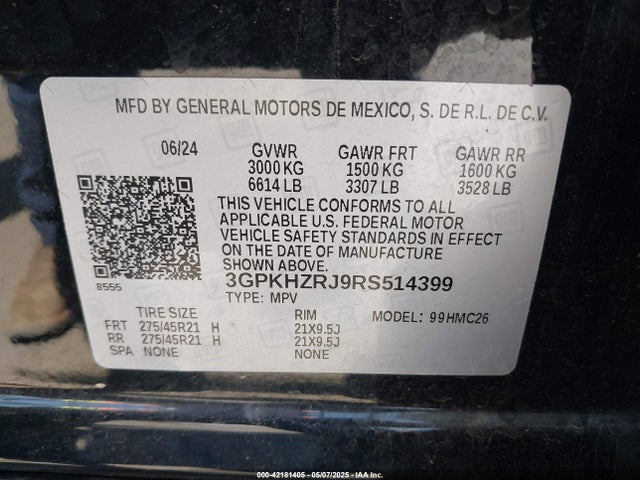 MFD BY GENERAL MOTORS DE MEXICO, S. DE R.L. DE C.V.
06/24 GVWR GAWR FRT GAWR RR
3000 KG 1500 KG 1600 KG
6614 LB 3307 LB 3528 LB
THIS VEHICLE CONFORMS TO ALL
APPLICABLE U.S. FEDERAL MOTOR
VEHICLE SAFETY STANDARDS IN EFFECT
ON THE DATE OF MANUFACTURE
SHOWN ABOVE.
8555 3GPKHZRJ9RS514399
TYPE: MPV
TIRE SIZE RIM MODEL: 99HMC26
FRT 275/45R21 H 21X9.5J
RR 275/45R21 H 21X9.5J
SPA NONE NONE
000-42181405 - 05/07/2025 - IAA Inc.